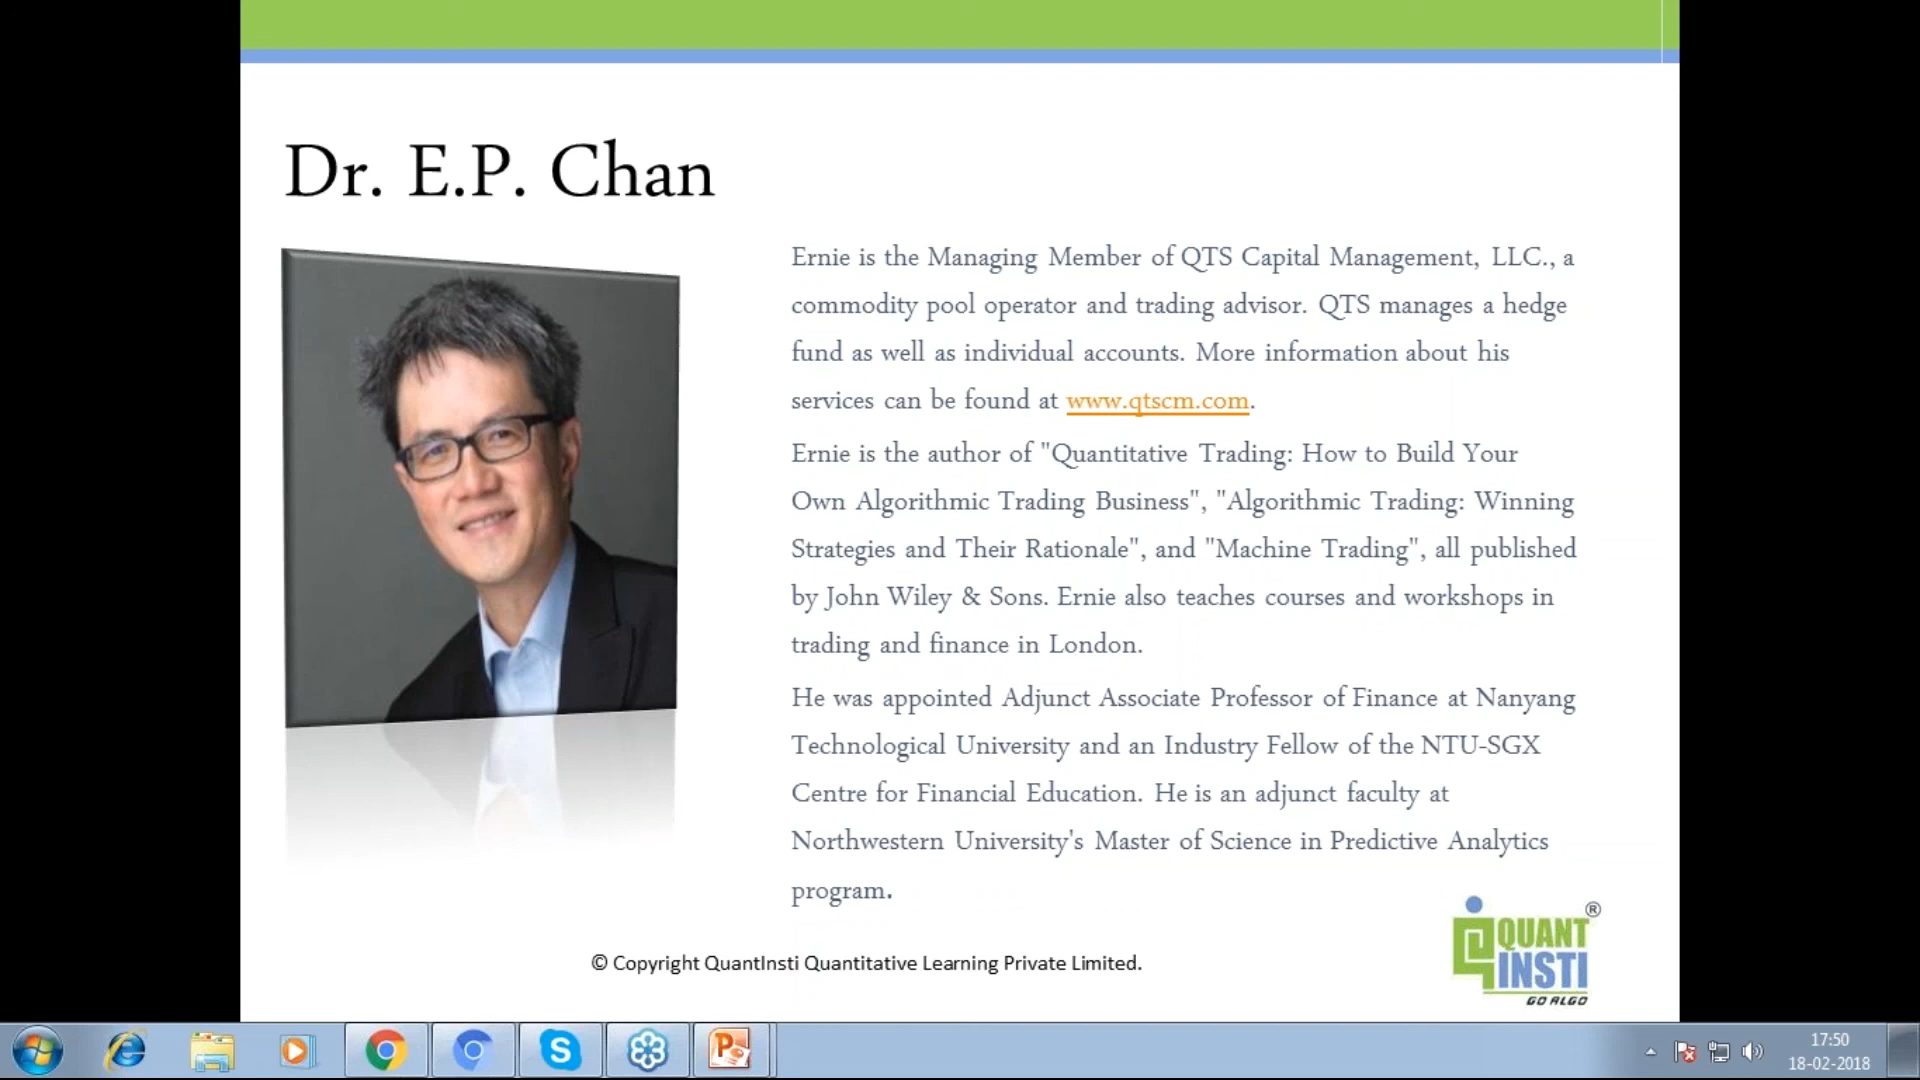 Dr. E.P. Chan
Ernie is the Managing Member of QTS Capital Management, LLC., a
commodity pool operator and trading advisor. QTS manages a hedge
fund as well as individual accounts. More information about his
services can be found at www.qtscm.com.
Ernie is the author of "Quantitative Trading: How to Build Your
Own Algorithmic Trading Business", "Algorithmic Trading: Winning
Strategies and Their Rationale", and "Machine Trading", all published
by John Wiley & Sons. Ernie also teaches courses and workshops in
trading and finance in London.
He was appointed Adjunct Associate Professor of Finance at Nanyang
Technological University and an Industry Fellow of the NTU-SGX
Centre for Financial Education. He is an adjunct faculty at
Northwestern University's Master of Science in Predictive Analytics
program.
© Copyright QuantInsti Quantitative Learning Private Limited.
QUANT ®
INSTI
GO ALGO
17:50
18-02-2018